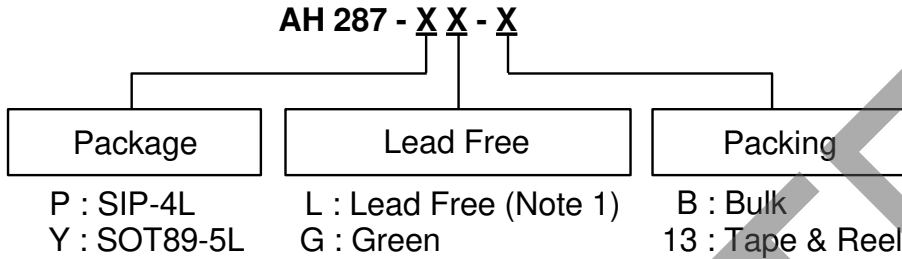 AH 287 - X X - X
Package Lead Free Packing
P : SIP-4L L : Lead Free (Note 1) B : Bulk
Y : SOT89-5L G : Green 13 : Tape & Reel